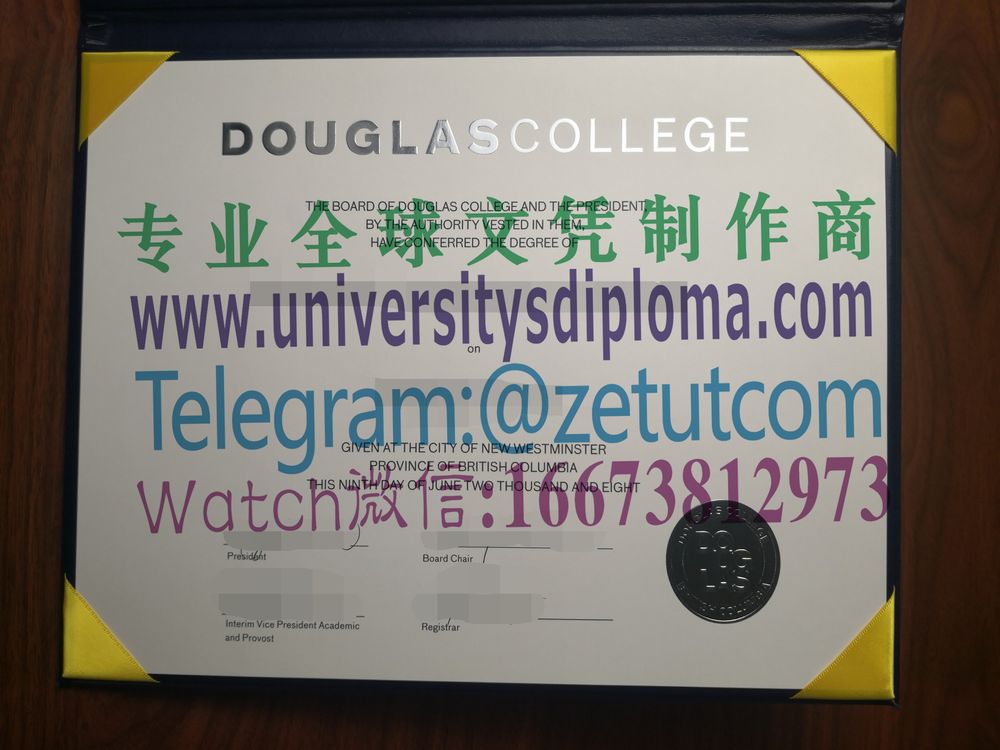 DOUGLASCOLLEGE
THE BOARD OF DOUGLAS COLLEGE AND THE PRESIDENT,
BY THE AUTHORITY VESTED IN THEM,
HAVE CONFERRED THE DEGREE OF
专业全球文凭制作商
www.universitysdiploma.com
on
Telegram:@zetutcom
GIVEN AT THE CITY OF NEW WESTMINSTER
PROVINCE OF BRITISH COLUMBIA
THIS NINTH DAY OF JUNE TWO THOUSAND AND EIGHT
Watch微信:16673812973
President
Board Chair
Interim Vice President Academic
and Provost
Registrar